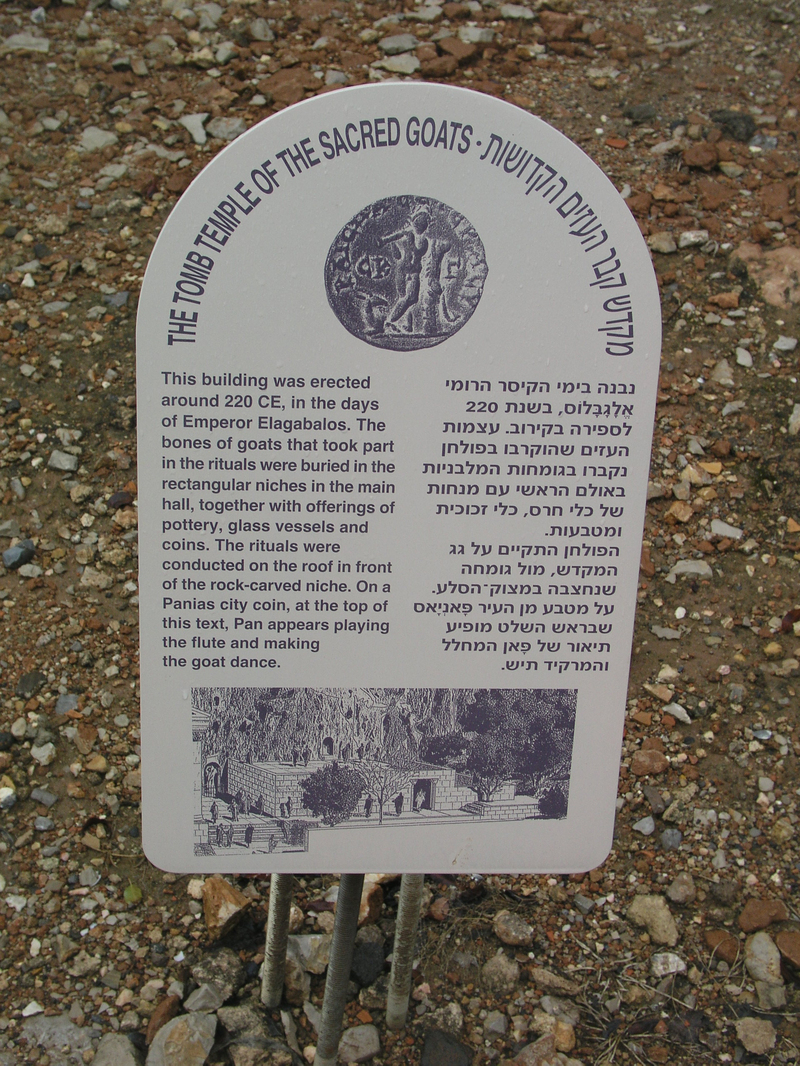 THE TOMB TEMPLE OF THE SACRED GOATS · מקדש קבר העזים הקדושות
This building was erected
around 220 CE, in the days
of Emperor Elagabalos. The
bones of goats that took part
in the rituals were buried in the
rectangular niches in the main
hall, together with offerings of
pottery, glass vessels and
coins. The rituals were
conducted on the roof in front
of the rock-carved niche. On a
Panias city coin, at the top of
this text, Pan appears playing
the flute and making
the goat dance.
נבנה בימי הקיסר הרומי
אֶלָגָבָּלוֹס, בשנת 220
לספירה בקירוב. עצמות
העזים שהוקרבו בפולחן
נקברו בגומחות המלבניות
באולם הראשי עם מנחות
של כלי חרס, כלי זכוכית
ומטבעות.
הפולחן התקיים על גג
המקדש, מול גומחה
שנחצבה במצוק־הסלע.
על מטבע מן העיר פָּאנְיָאס
שבראש השלט מופיע
תיאור של פָּאן המחלל
והמרקיד תיש.